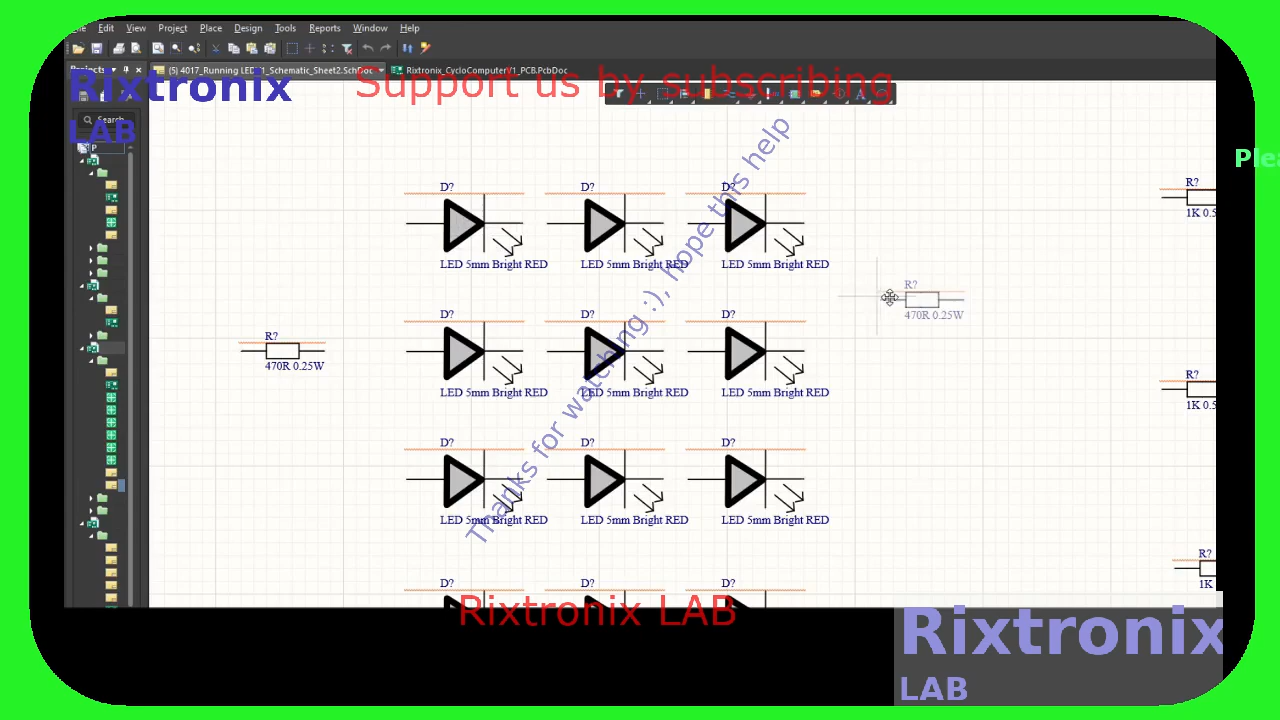 Edit View Project Place Design Tools Reports Window Help
Projects
(5) 4017_Running LED_V1_Schematic_Sheet2.SchDoc
Rixtronix_CycloComputerV1_PCB.PcbDoc
Rixtronix
LAB
Support us by subscribing
Search
P
A
Plea
D? D? D?
LED 5mm Bright RED LED 5mm Bright RED LED 5mm Bright RED
R?
1K 0.5
R?
470R 0.25W
D? D? D?
LED 5mm Bright RED LED 5mm Bright RED LED 5mm Bright RED
R?
470R 0.25W
R?
1K 0.5
D? D? D?
LED 5mm Bright RED LED 5mm Bright RED LED 5mm Bright RED
Thanks for watching :), hope this help
R?
1K
D? D? D?
Rixtronix LAB
Rixtronix
LAB